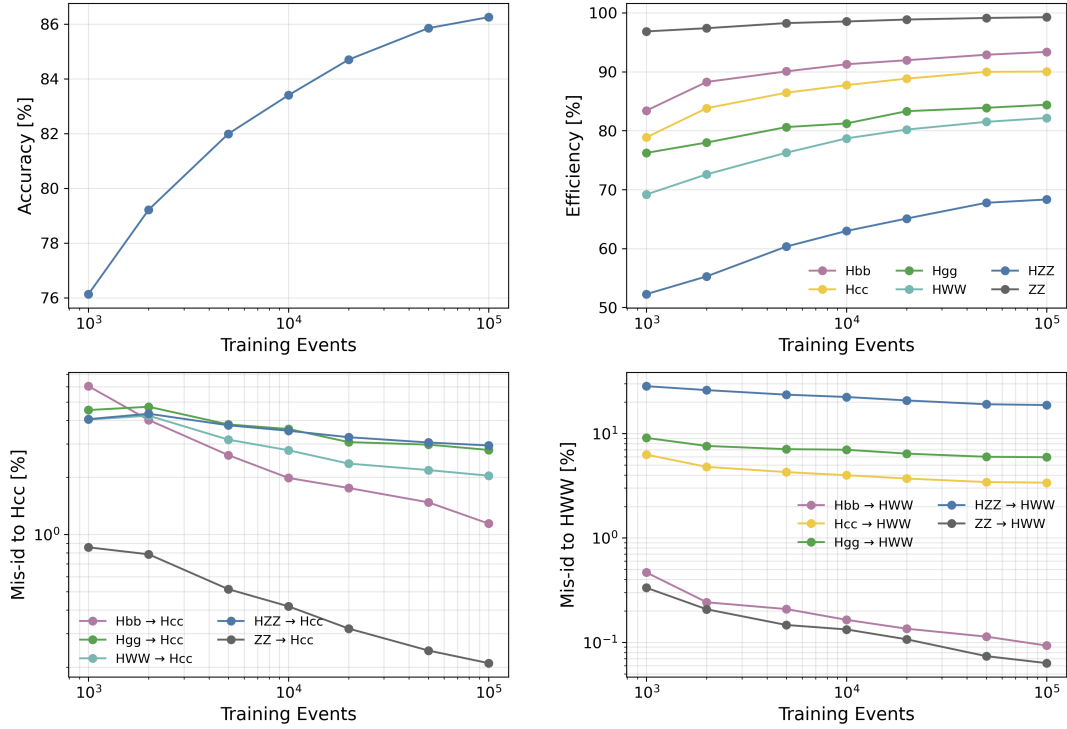 Accuracy [%]
86
84
82
80
78
76
10³
10⁴
10⁵
Training Events
Efficiency [%]
100
90
80
70
60
50
Hbb
Hgg
HZZ
Hcc
HWW
ZZ
10³
10⁴
10⁵
Training Events
Mis-id to Hcc [%]
10⁰
Hbb → Hcc
HZZ → Hcc
Hgg → Hcc
ZZ → Hcc
HWW → Hcc
10³
10⁴
10⁵
Training Events
Mis-id to HWW [%]
10¹
10⁰
10⁻¹
Hbb → HWW
HZZ → HWW
Hcc → HWW
ZZ → HWW
Hgg → HWW
10³
10⁴
10⁵
Training Events